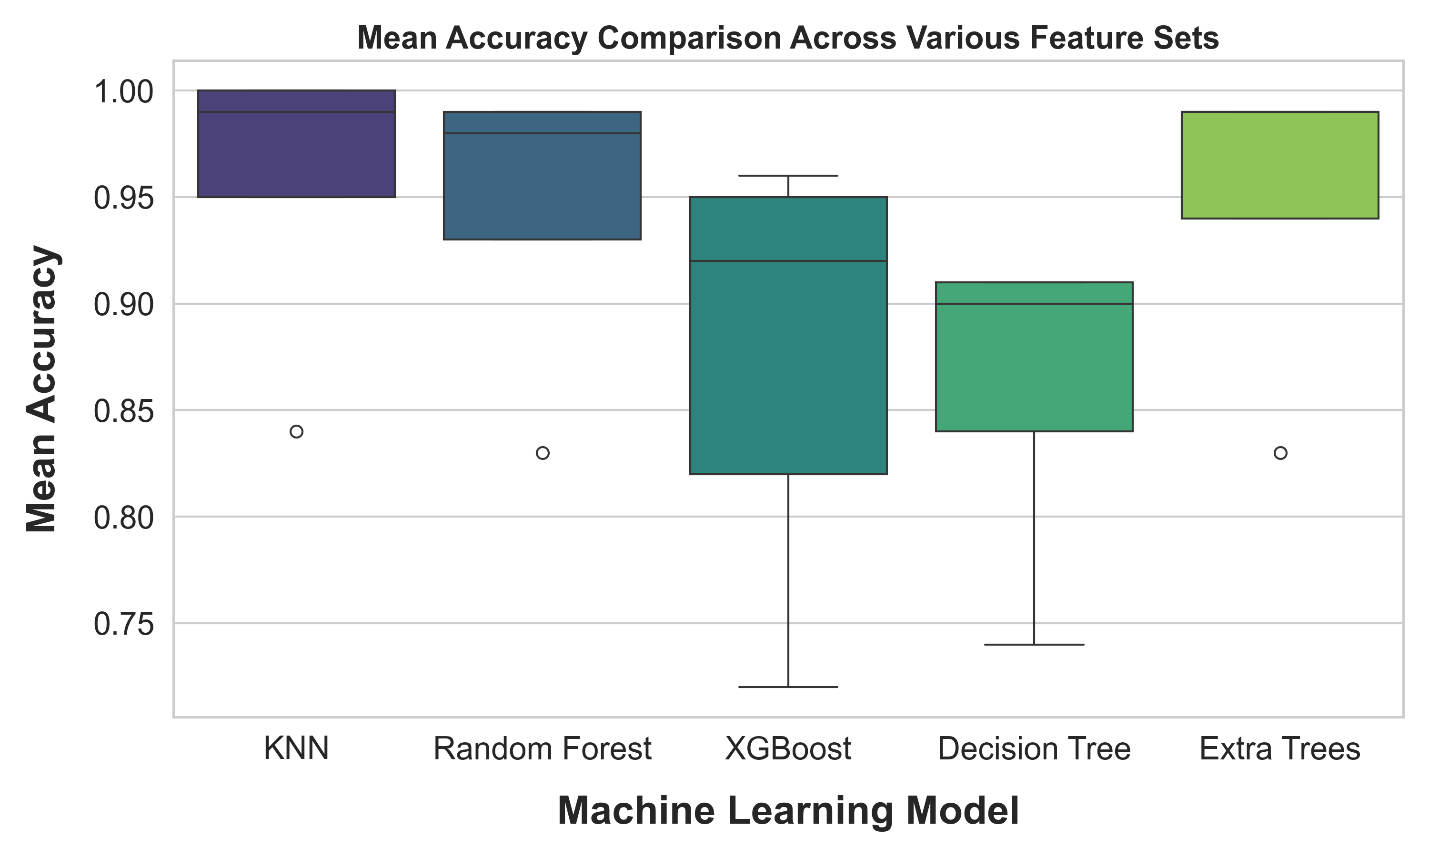 Mean Accuracy Comparison Across Various Feature Sets
1.00
0.95
0.90
0.85
0.80
0.75
Mean Accuracy
KNN Random Forest XGBoost Decision Tree Extra Trees
Machine Learning Model